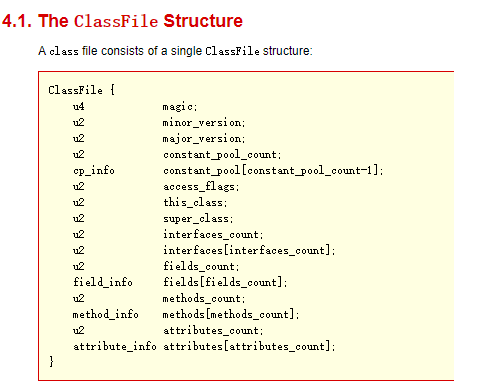 4.1. The ClassFile Structure
A class file consists of a single ClassFile structure:
ClassFile {
u4 magic;
u2 minor_version;
u2 major_version;
u2 constant_pool_count;
cp_info constant_pool[constant_pool_count-1];
u2 access_flags;
u2 this_class;
u2 super_class;
u2 interfaces_count;
u2 interfaces[interfaces_count];
u2 fields_count;
field_info fields[fields_count];
u2 methods_count;
method_info methods[methods_count];
u2 attributes_count;
attribute_info attributes[attributes_count];
}